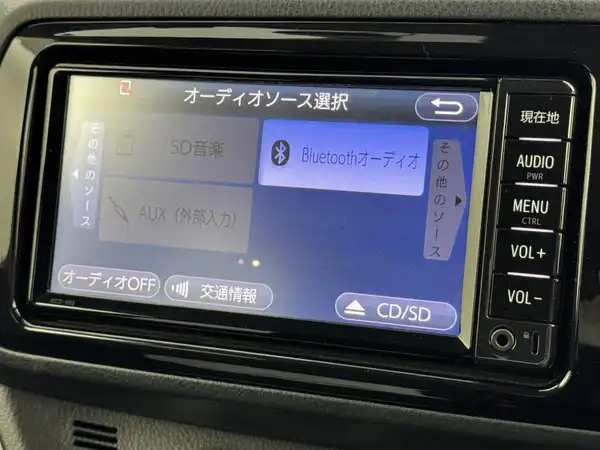 オーディオソース選択
その他のソース
SD音楽
Bluetoothオーディオ
その他のソース
AUX (外部入力)
オーディオOFF
交通情報
CD/SD
現在地
AUDIO
PWR
MENU
CTRL
VOL+
VOL-